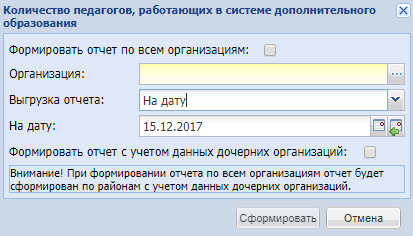 Количество педагогов, работающих в системе дополнительного
образования
Формировать отчет по всем организациям:
Организация:
Выгрузка отчета: На дату
На дату: 15.12.2017
Формировать отчет с учетом данных дочерних организаций:
Внимание! При формировании отчета по всем организациям отчет будет
сформирован по районам с учетом данных дочерних организаций.
Сформировать Отмена